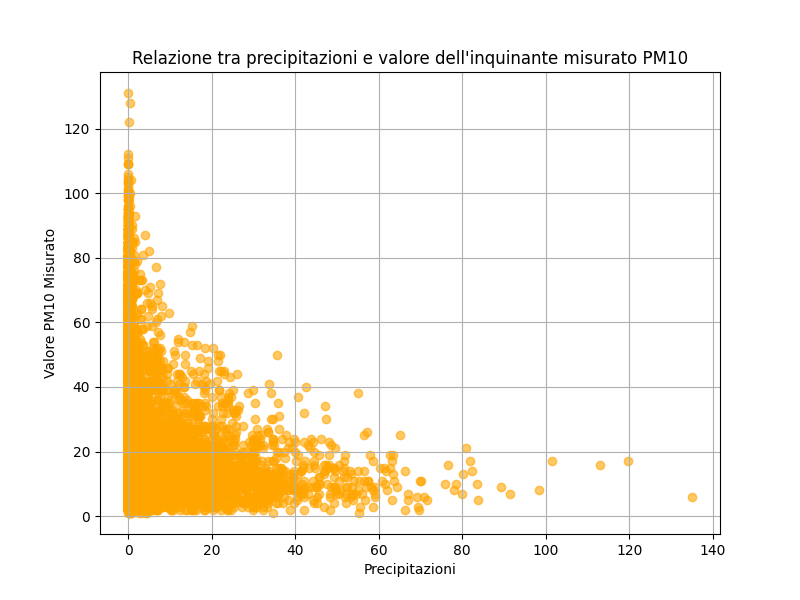 Relazione tra precipitazioni e valore dell'inquinante misurato PM10
Valore PM10 Misurato
120
100
80
60
40
20
0
0 20 40 60 80 100 120 140
Precipitazioni